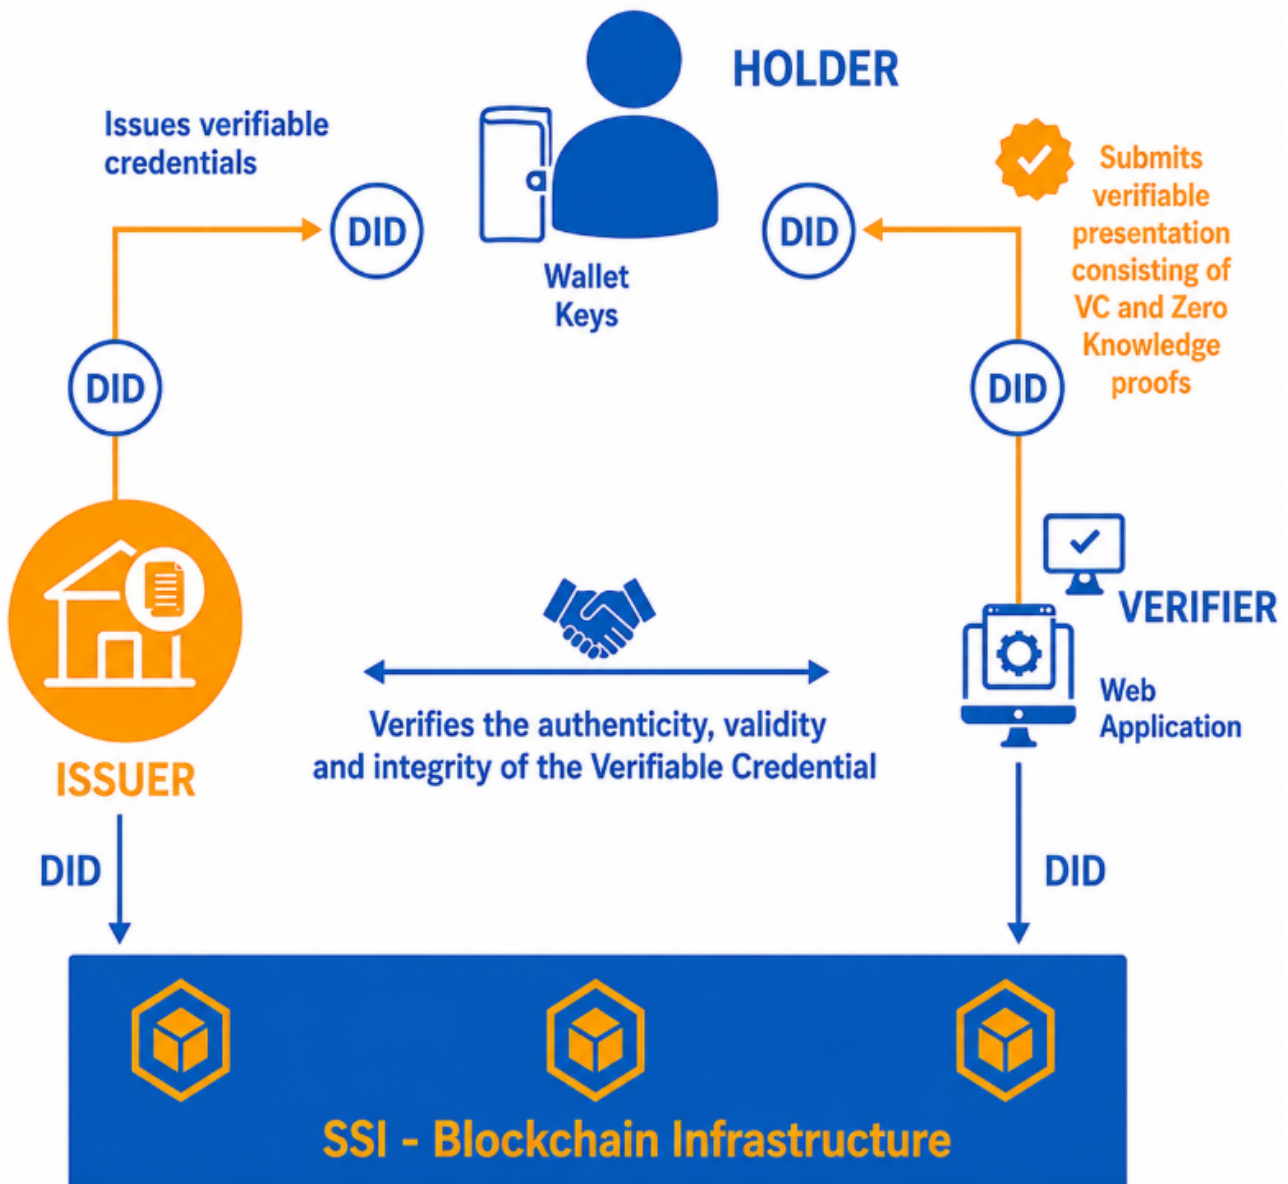 HOLDER
Issues verifiable
credentials
DID
DID
Wallet
Keys
Submits
verifiable
presentation
consisting of
VC and Zero
Knowledge
proofs
DID
DID
VERIFIER
Web
Application
Verifies the authenticity, validity
and integrity of the Verifiable Credential
ISSUER
DID
DID
SSI - Blockchain Infrastructure